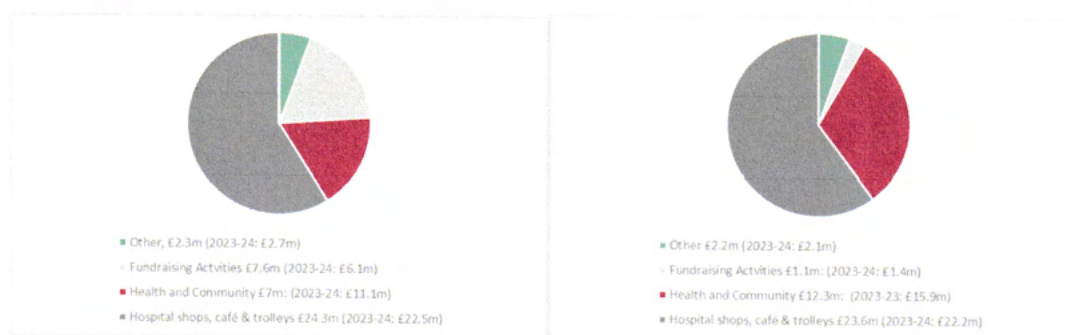 Other, £2.3m (2023-24: £2.7m)
Fundraising Actvities £7.6m (2023-24: £6.1m)
Health and Community £7m: (2023-24: £11.1m)
Hospital shops, café & trolleys £24.3m (2023-24: £22.5m)
Other £2.2m (2023-24: £2.1m)
Fundraising Actvities £1.1m: (2023-24: £1.4m)
Health and Community £12.3m: (2023-23: £15.9m)
Hospital shops, café & trolleys £23.6m (2023-24: £22.2m)